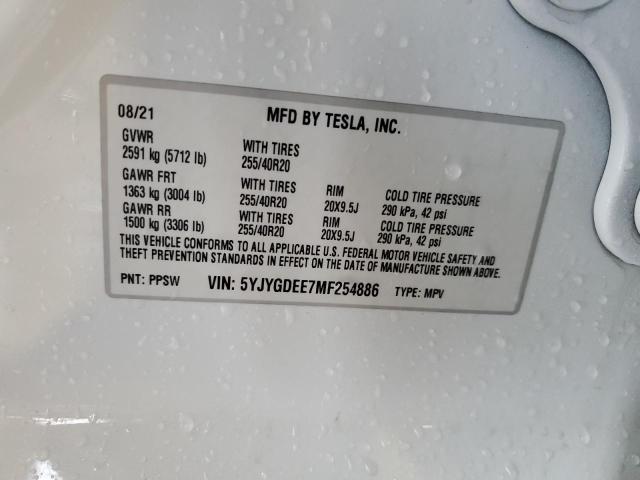 08/21 MFD BY TESLA, INC.
GVWR
2591 kg (5712 lb) WITH TIRES 255/40R20
GAWR FRT
1363 kg (3004 lb) WITH TIRES 255/40R20 RIM 20X9.5J COLD TIRE PRESSURE 290 kPa, 42 psi
GAWR RR
1500 kg (3306 lb) WITH TIRES 255/40R20 RIM 20X9.5J COLD TIRE PRESSURE 290 kPa, 42 psi
THIS VEHICLE CONFORMS TO ALL APPLICABLE U.S. FEDERAL MOTOR VEHICLE SAFETY AND
THEFT PREVENTION STANDARDS IN EFFECT ON THE DATE OF MANUFACTURE SHOWN ABOVE.
PNT: PPSW VIN: 5YJYGDEE7MF254886 TYPE: MPV